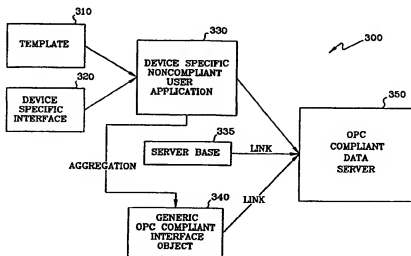 310
TEMPLATE
320
DEVICE
SPECIFIC
INTERFACE
330
DEVICE SPECIFIC
NONCOMPLIANT
USER
APPLICATION
300
335
SERVER BASE
LINK
AGGREGATION
340
GENERIC
OPC COMPLIANT
INTERFACE
OBJECT
LINK
350
OPC
COMPLIANT
DATA
SERVER